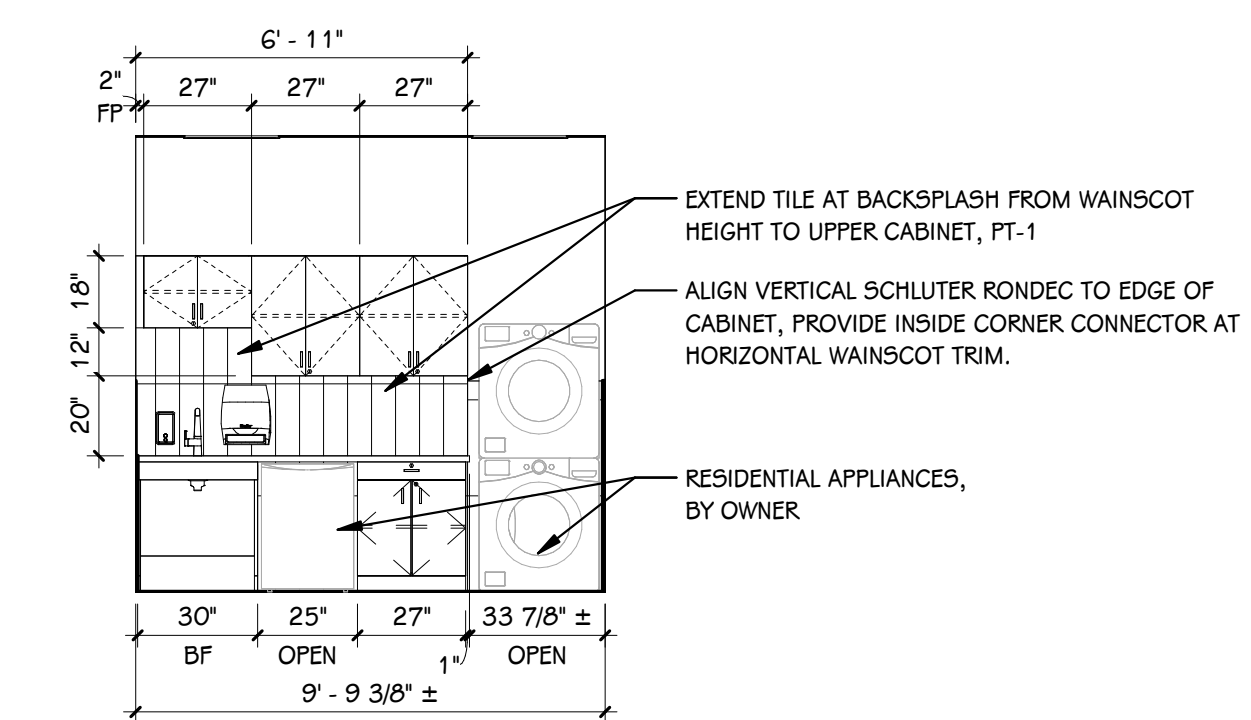 6' - 11"
2"
27"
27"
27"
FP
EXTEND TILE AT BACKSPLASH FROM WAINSCOT
HEIGHT TO UPPER CABINET, PT-1
ALIGN VERTICAL SCHLUTER RONDEC TO EDGE OF
CABINET, PROVIDE INSIDE CORNER CONNECTOR AT
HORIZONTAL WAINSCOT TRIM.
18"
12"
20"
RESIDENTIAL APPLIANCES,
BY OWNER
30"
25"
27"
33 7/8" ±
BF
OPEN
1"
OPEN
9' - 9 3/8" ±